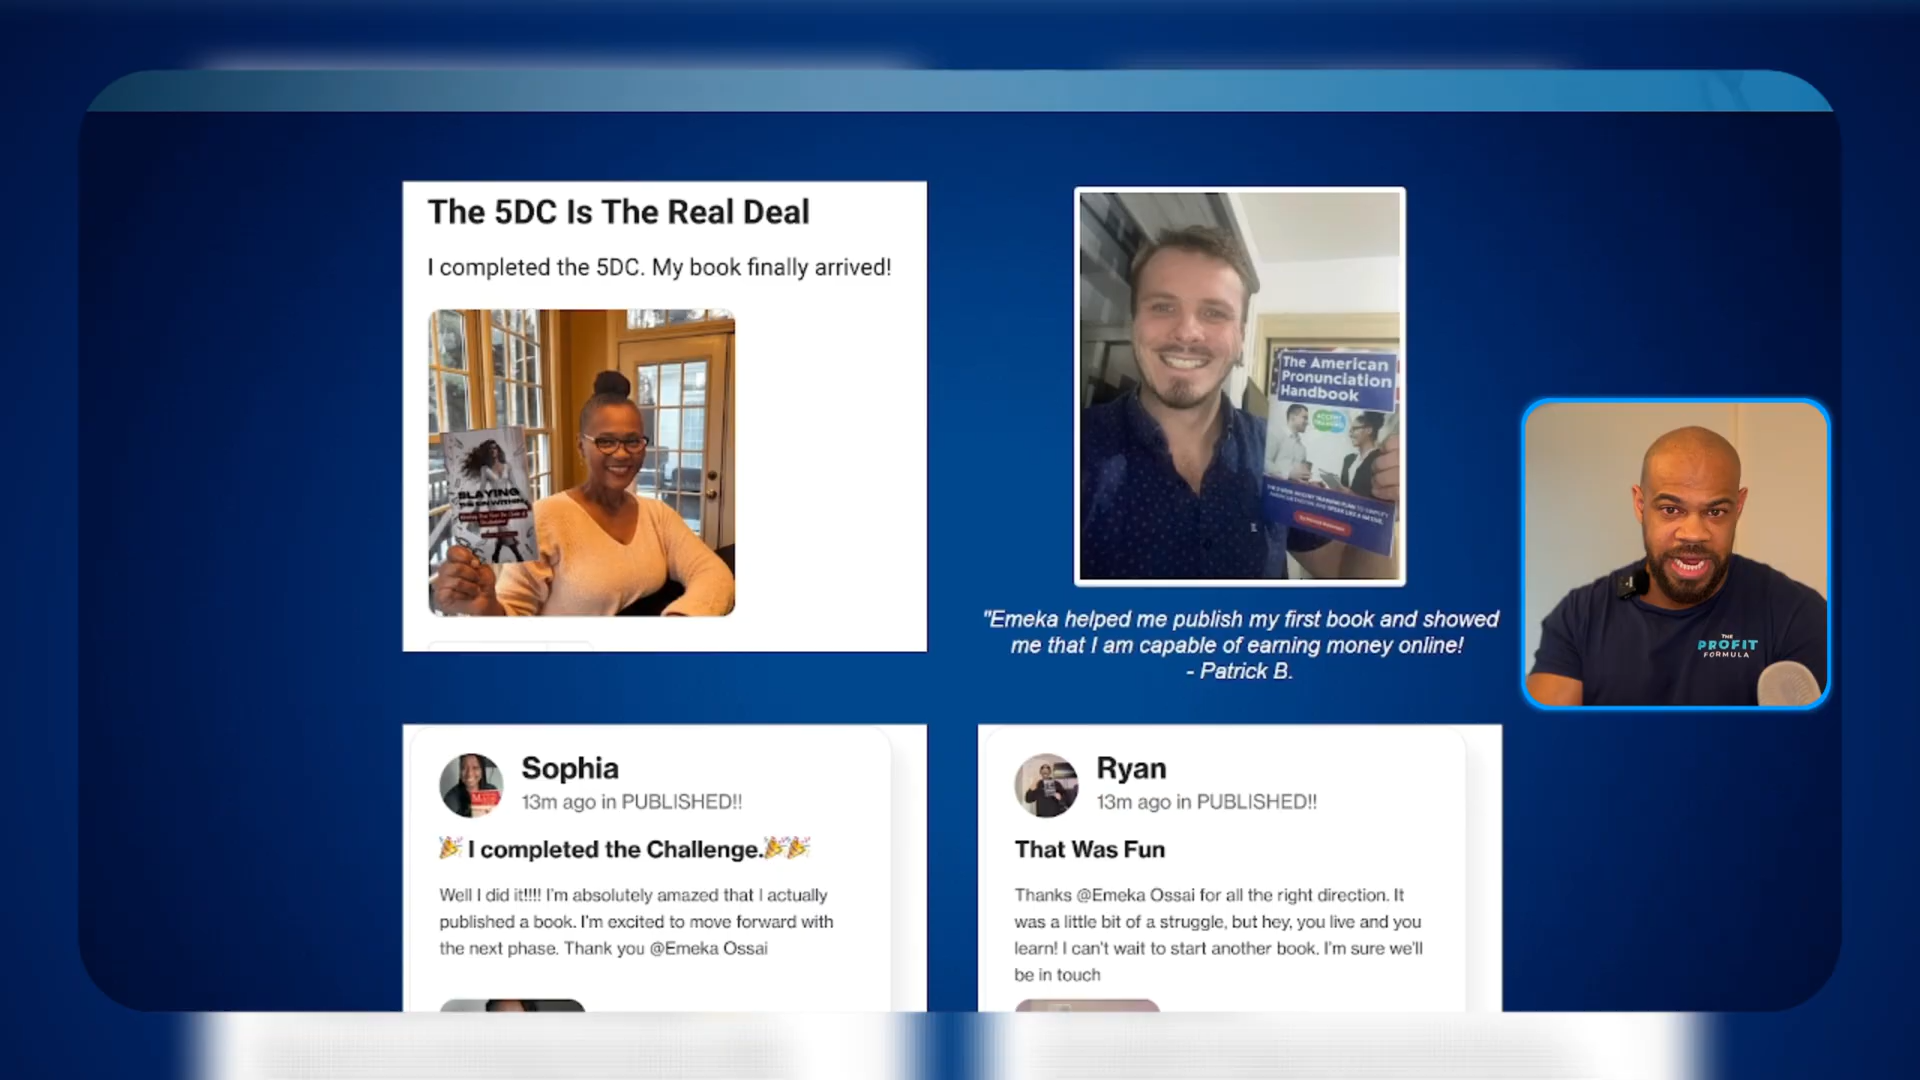 The 5DC Is The Real Deal
I completed the 5DC. My book finally arrived!
SLAYING
The American
Pronunciation
Handbook
"Emeka helped me publish my first book and showed
me that I am capable of earning money online!
- Patrick B.
THE
PROFIT
FORMULA
Sophia
13m ago in PUBLISHED!!
🎉 I completed the Challenge.🎉🎉
Well I did it!!!! I'm absolutely amazed that I actually
published a book. I'm excited to move forward with
the next phase. Thank you @Emeka Ossai
Ryan
13m ago in PUBLISHED!!
That Was Fun
Thanks @Emeka Ossai for all the right direction. It
was a little bit of a struggle, but hey, you live and you
learn! I can't wait to start another book. I'm sure we'll
be in touch